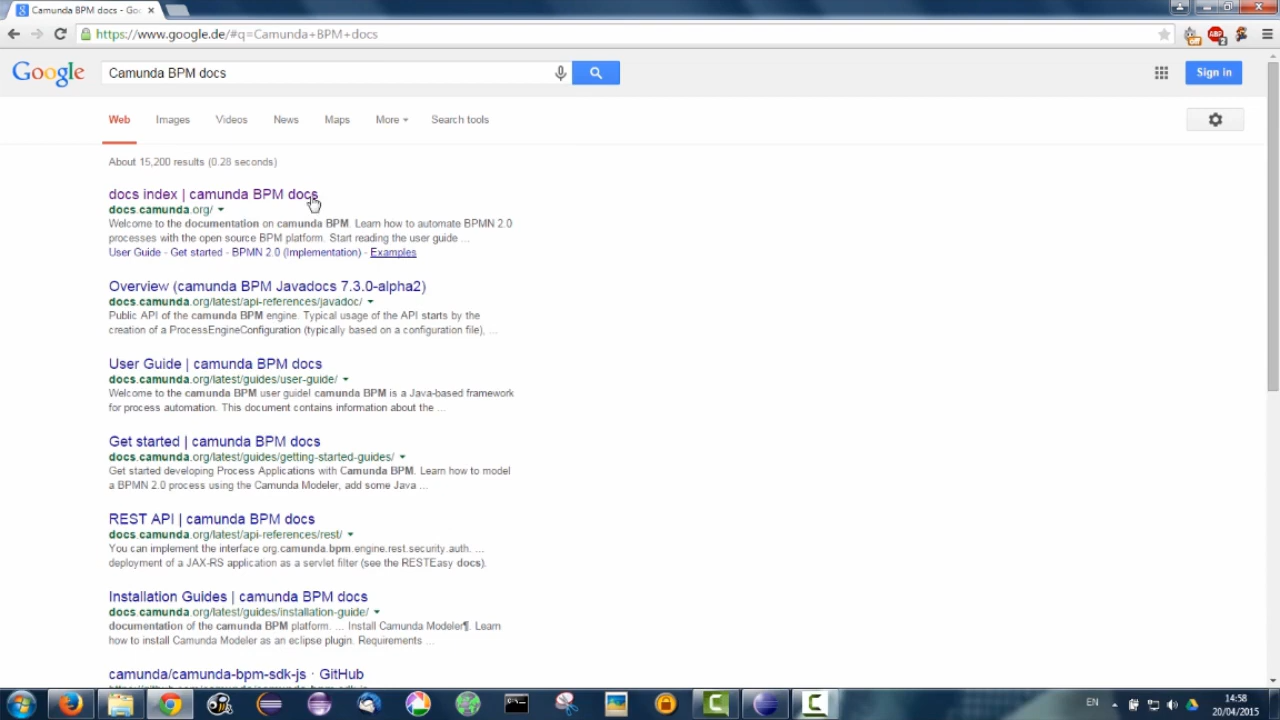 Camunda BPM docs - Goo
https://www.google.de/#q=Camunda+BPM+docs
Google
Camunda BPM docs
Sign in
Web
Images
Videos
News
Maps
More
Search tools
About 15,200 results (0.28 seconds)
docs index | camunda BPM docs
docs.camunda.org/
Welcome to the documentation on camunda BPM. Learn how to automate BPMN 2.0
processes with the open source BPM platform. Start reading the user guide ...
User Guide - Get started - BPMN 2.0 (Implementation) - Examples
Overview (camunda BPM Javadocs 7.3.0-alpha2)
docs.camunda.org/latest/api-references/javadoc/
Public API of the camunda BPM engine. Typical usage of the API starts by the
creation of a ProcessEngineConfiguration (typically based on a configuration file), ...
User Guide | camunda BPM docs
docs.camunda.org/latest/guides/user-guide/
Welcome to the camunda BPM user guide! camunda BPM is a Java-based framework
for process automation. This document contains information about the ...
Get started | camunda BPM docs
docs.camunda.org/latest/guides/getting-started-guides/
Get started developing Process Applications with Camunda BPM. Learn how to model
a BPMN 2.0 process using the Camunda Modeler, add some Java ...
REST API | camunda BPM docs
docs.camunda.org/latest/api-references/rest/
You can implement the interface org.camunda.bpm.engine.rest.security.auth. ...
deployment of a JAX-RS application as a servlet filter (see the RESTEasy docs).
Installation Guides | camunda BPM docs
docs.camunda.org/latest/guides/installation-guide/
documentation of the camunda BPM platform. ... Install Camunda Modeler¶. Learn
how to install Camunda Modeler as an eclipse plugin. Requirements ...
camunda/camunda-bpm-sdk-js · GitHub
EN
14:58
20/04/2015